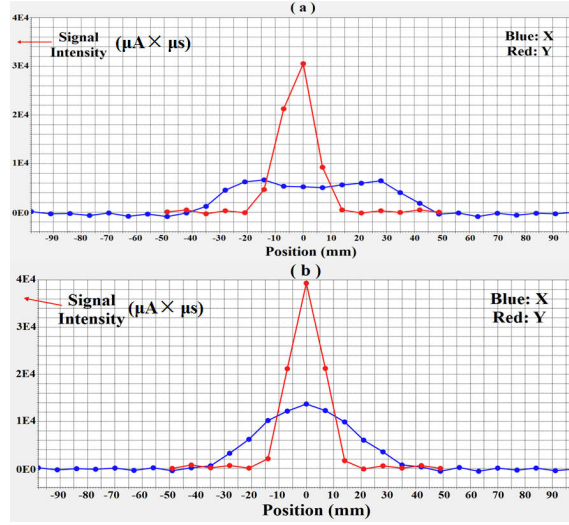 ( a )
4E4
Signal
Intensity
(μA× μs)
Blue: X
Red: Y
3E4
2E4
1E4
0E0
-90 -80 -70 -60 -50 -40 -30 -20 -10 0 10 20 30 40 50 60 70 80 90
Position (mm)
( b )
4E4
Signal
Intensity
(μA× μs)
Blue: X
Red: Y
3E4
2E4
1E4
0E0
-90 -80 -70 -60 -50 -40 -30 -20 -10 0 10 20 30 40 50 60 70 80 90
Position (mm)